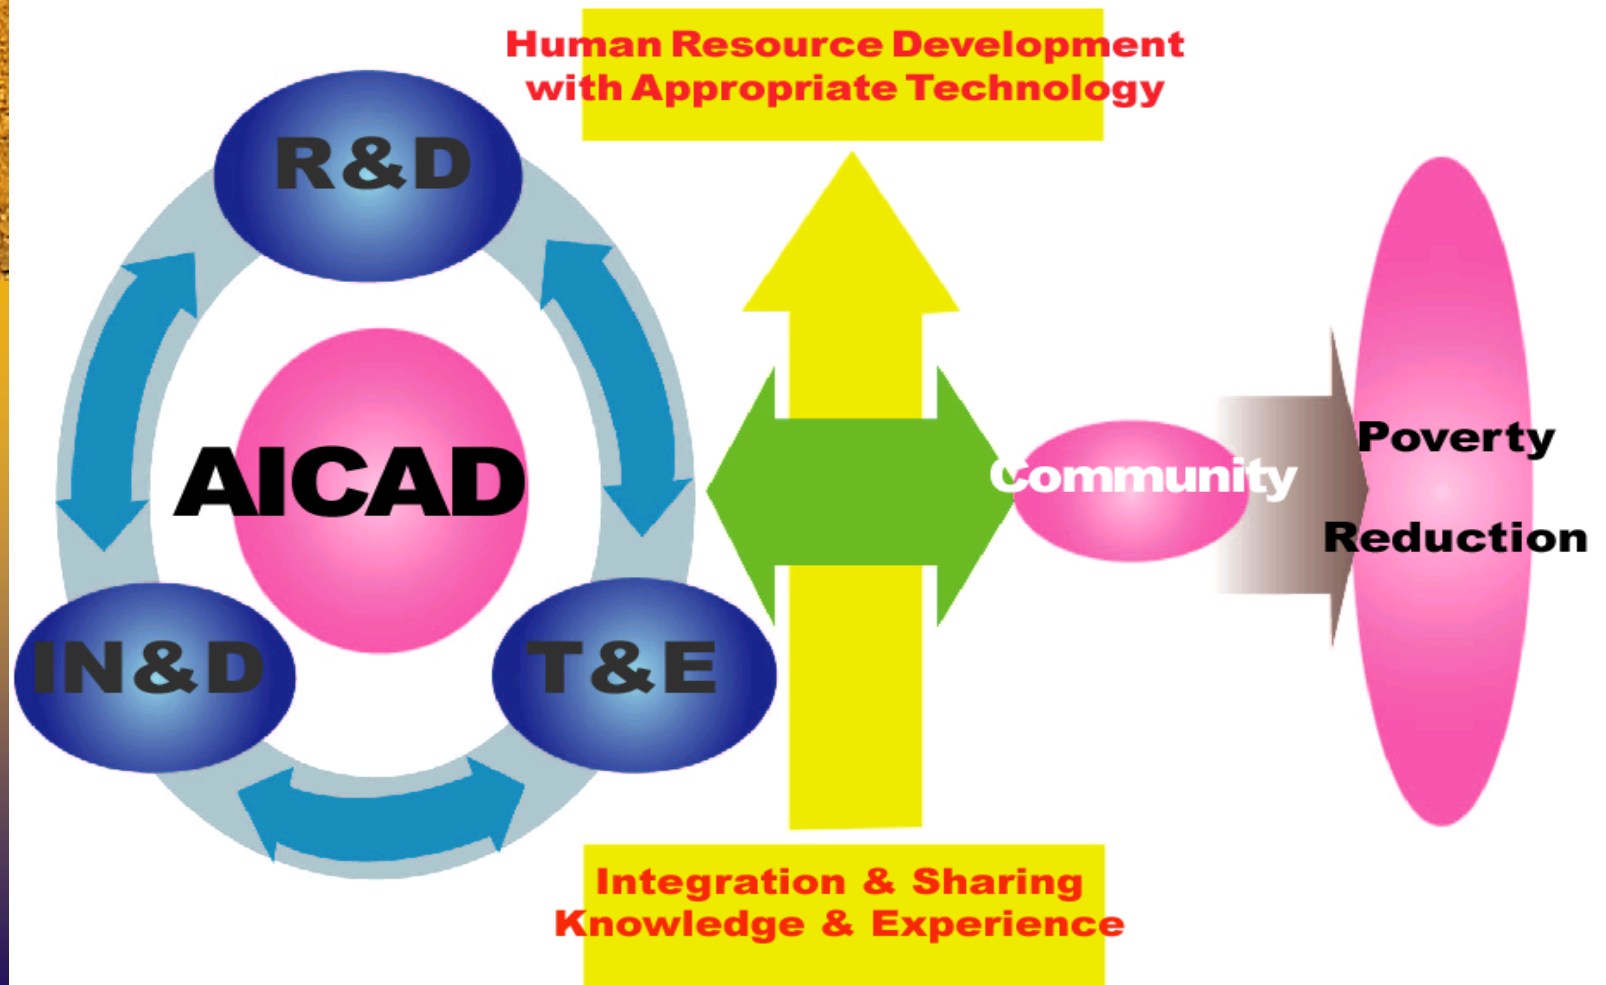 Human Resource Development
with Appropriate Technology
R&D
AICAD
IN&D
T&E
Community
Poverty
Reduction
Integration & Sharing
Knowledge & Experience